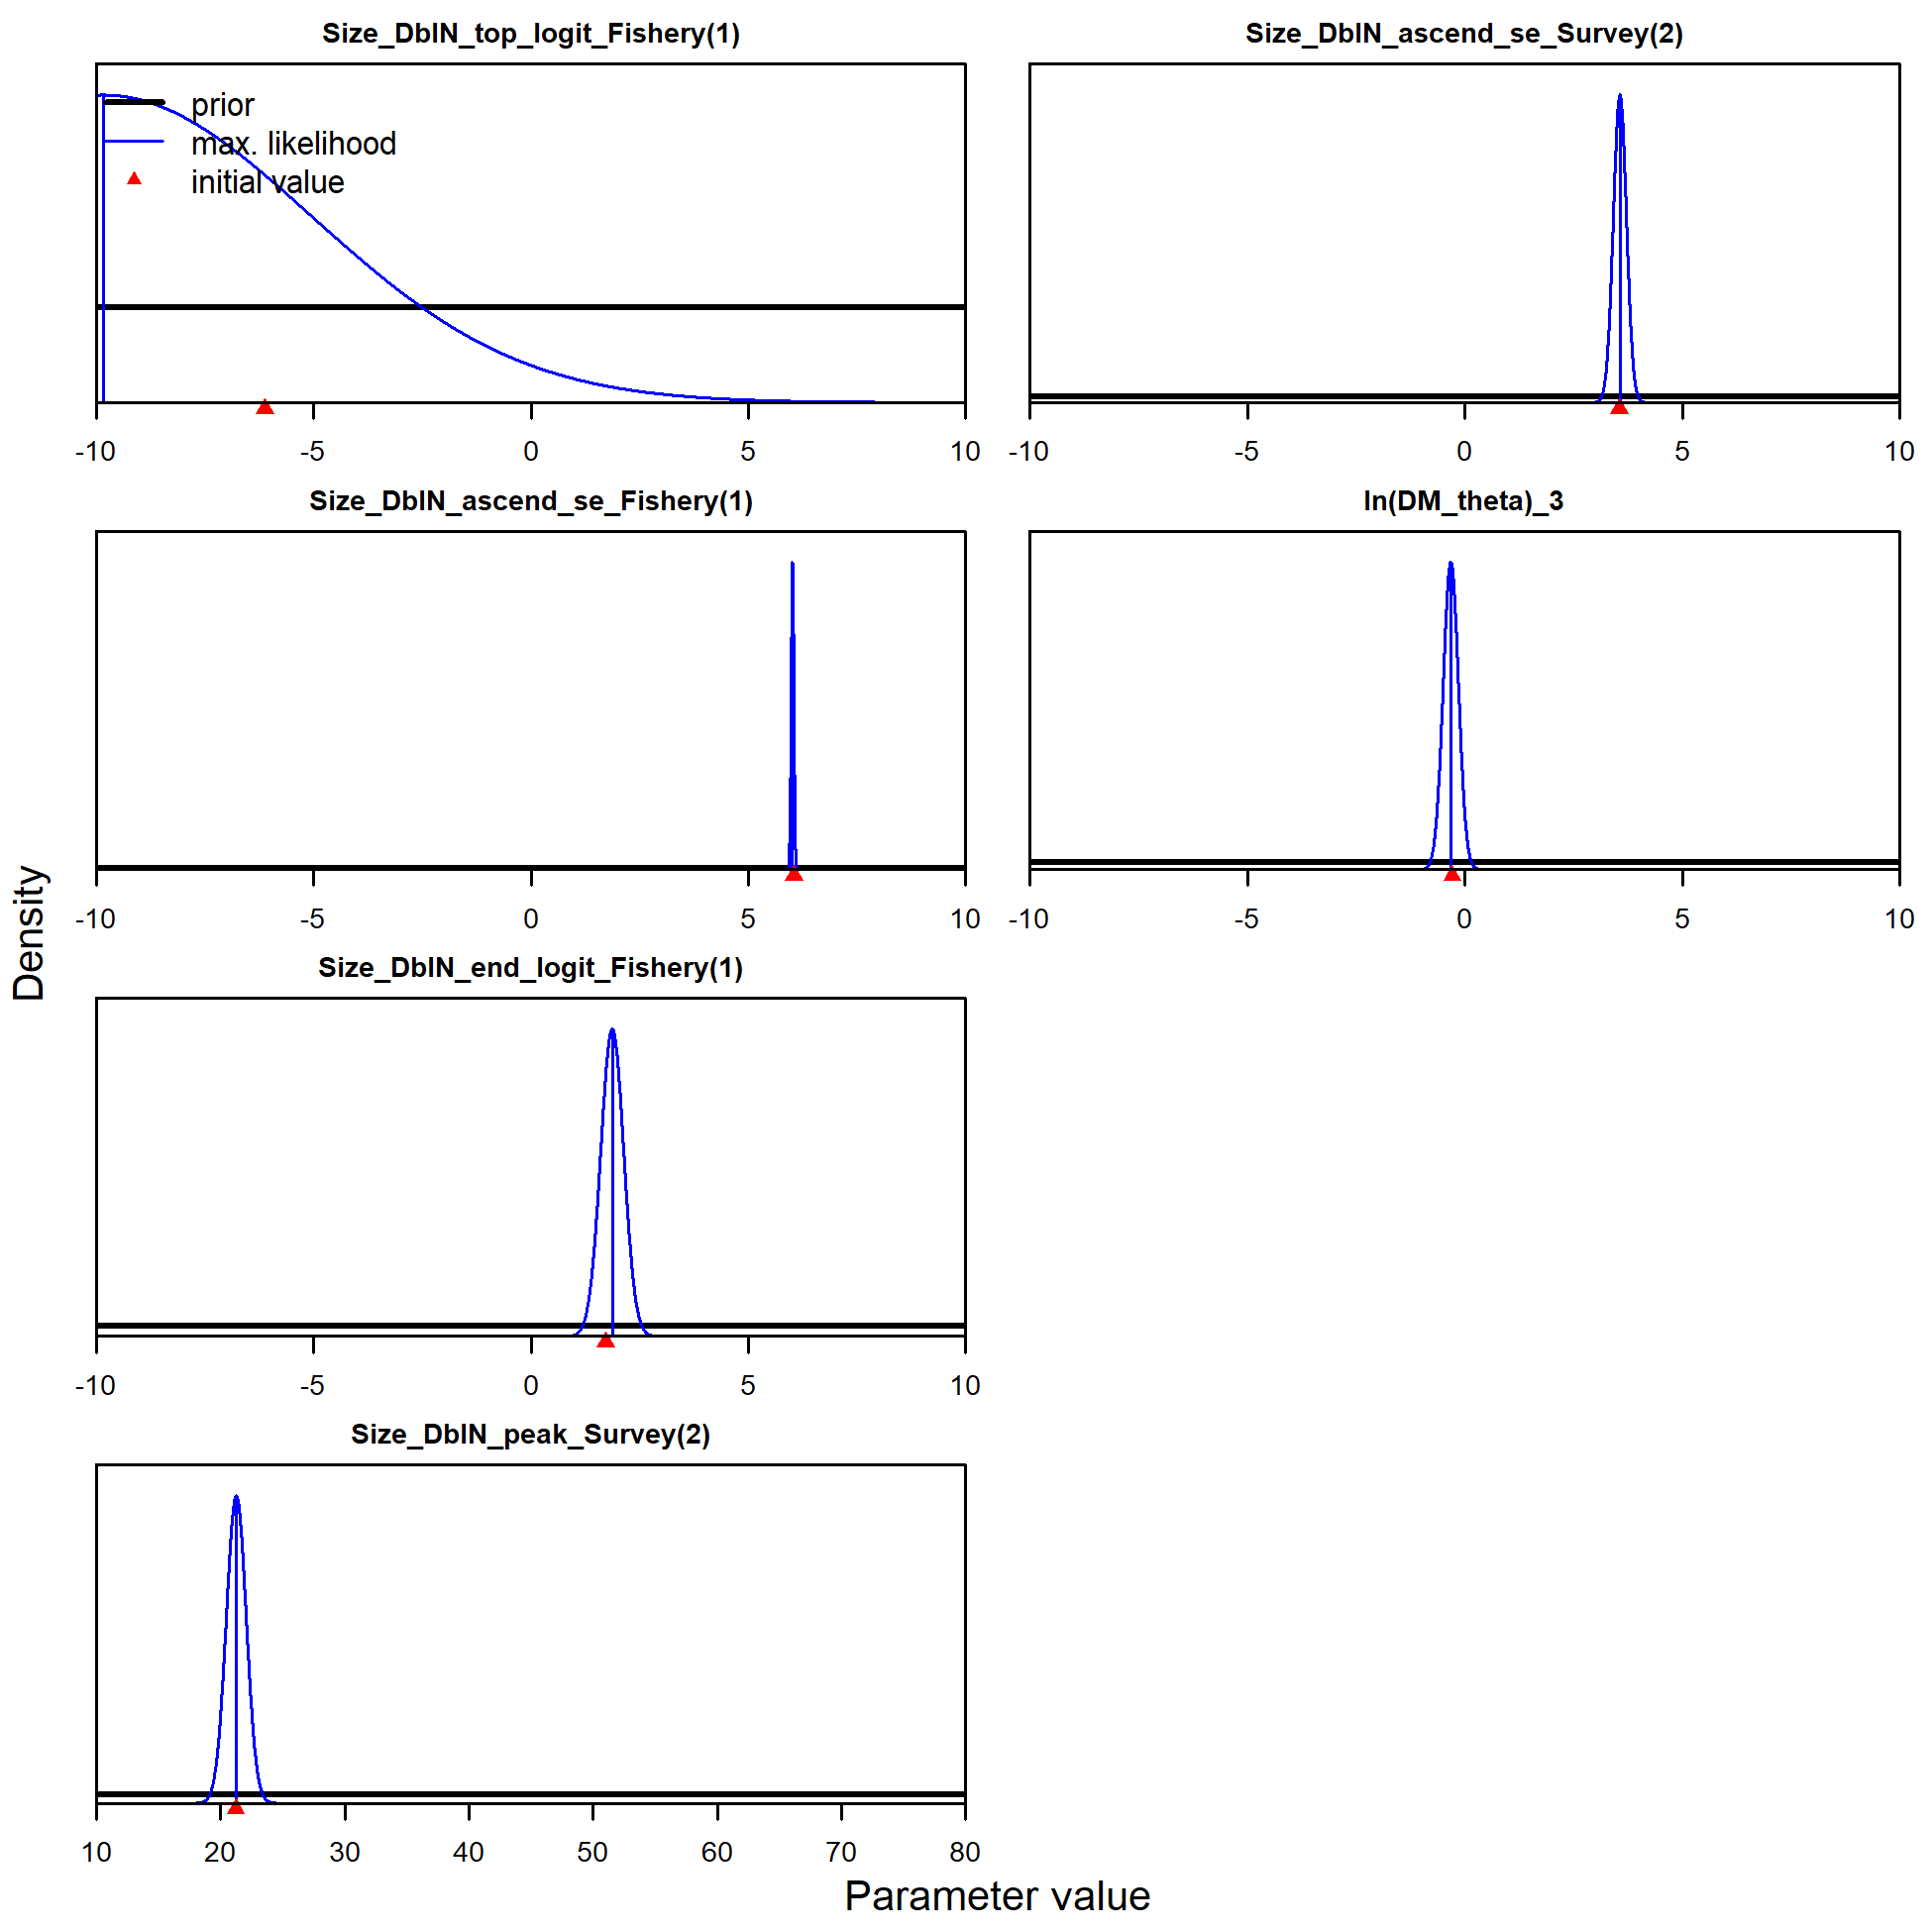 Size_DblN_top_logit_Fishery(1)
prior
max. likelihood
initial value
-10 -5 0 5 10
Size_DblN_ascend_se_Fishery(1)
-10 -5 0 5 10
Size_DblN_end_logit_Fishery(1)
-10 -5 0 5 10
Size_DblN_peak_Survey(2)
10 20 30 40 50 60 70 80
Size_DblN_ascend_se_Survey(2)
-10 -5 0 5 10
ln(DM_theta)_3
-10 -5 0 5 10
Density
Parameter value